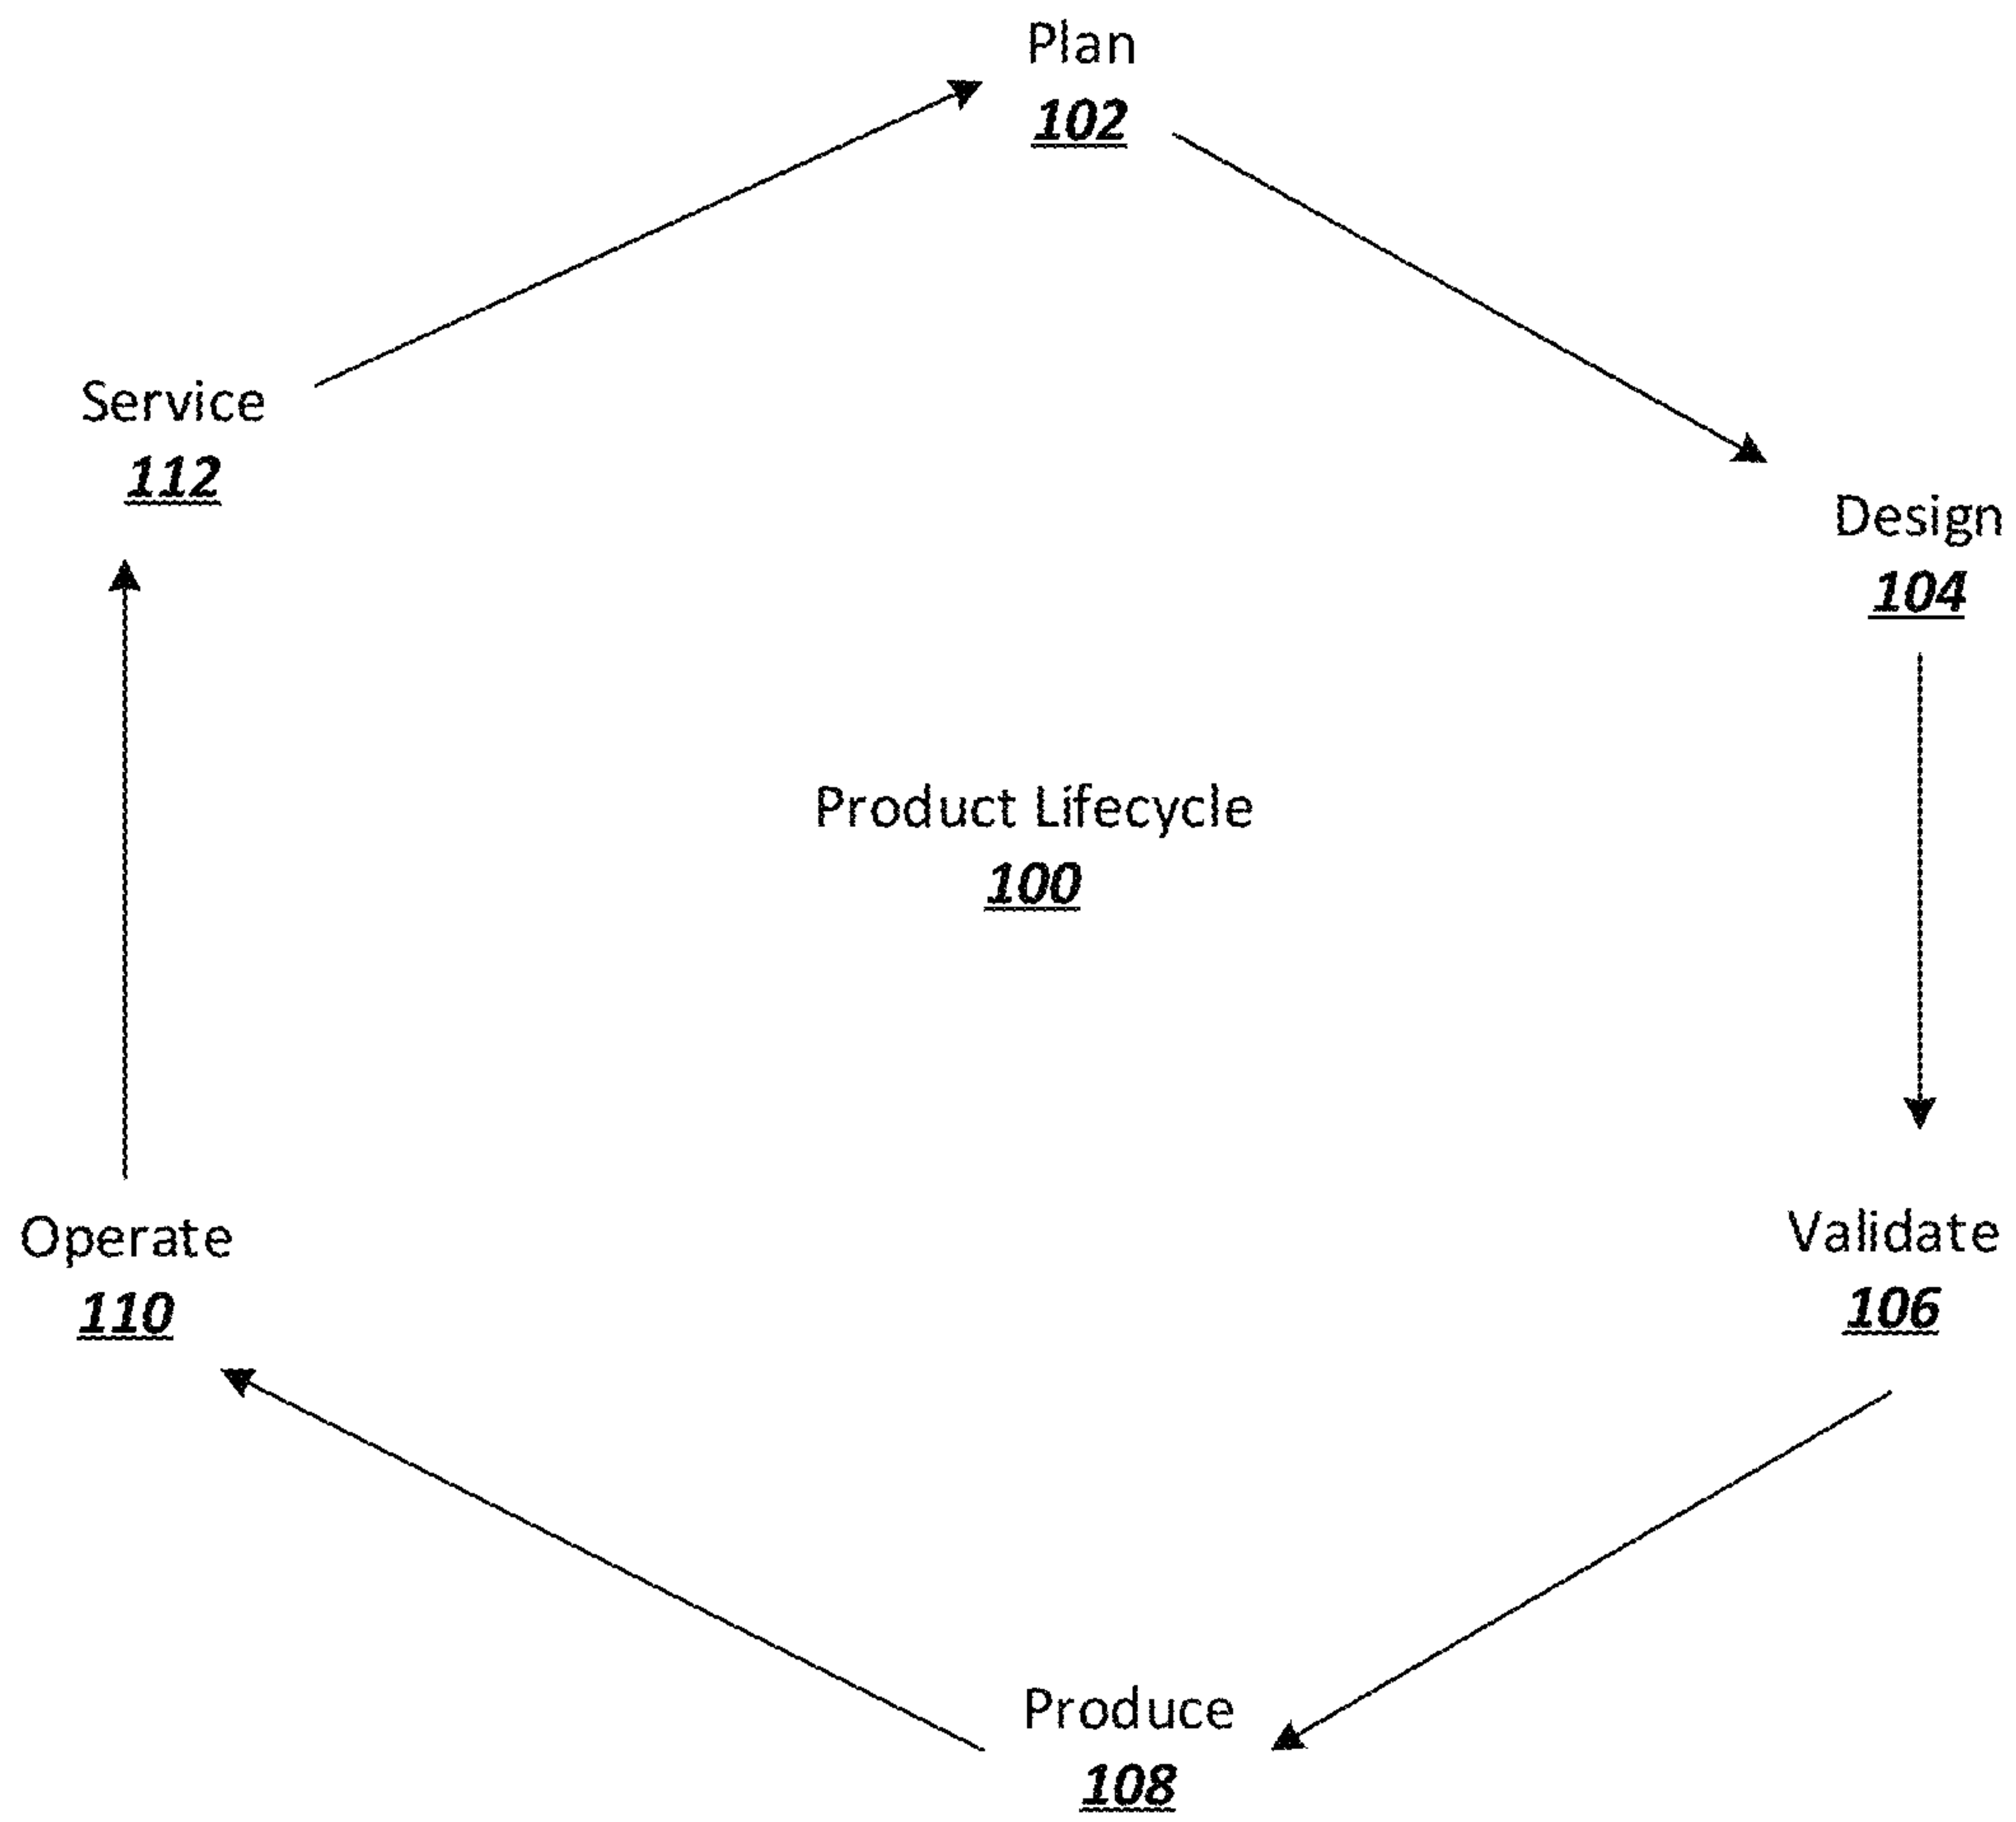 Plan
102
Service
112
Design
104
Product Lifecycle
100
Operate
110
Validate
106
Produce
108